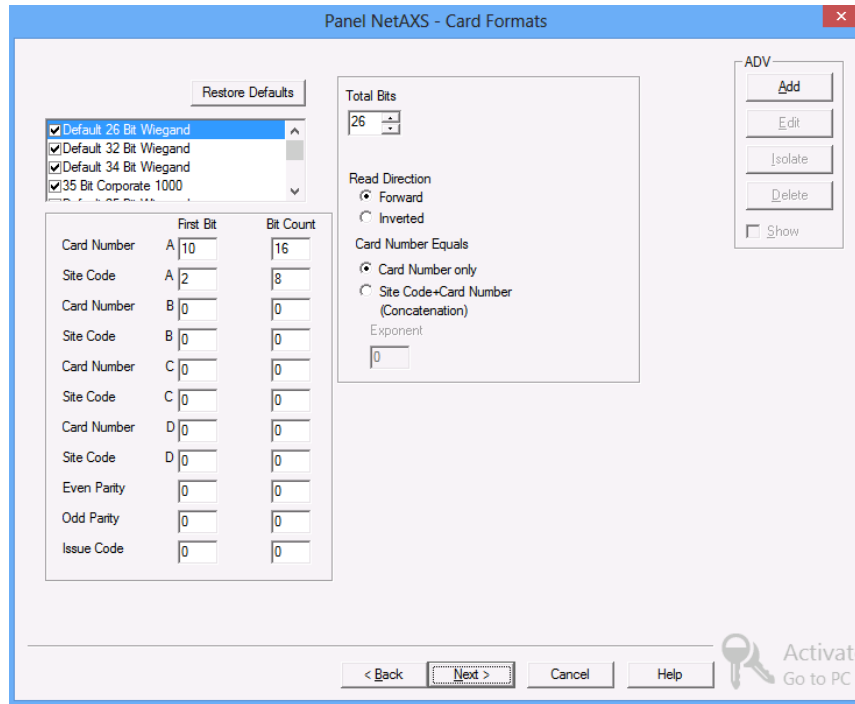 Panel NetAXS - Card Formats
Restore Defaults
Default 26 Bit Wiegand
Default 32 Bit Wiegand
Default 34 Bit Wiegand
35 Bit Corporate 1000
First Bit Bit Count
Card Number A 10 16
Site Code A 2 8
Card Number B 0 0
Site Code B 0 0
Card Number C 0 0
Site Code C 0 0
Card Number D 0 0
Site Code D 0 0
Even Parity 0 0
Odd Parity 0 0
Issue Code 0 0
Total Bits
26
Read Direction
Forward
Inverted
Card Number Equals
Card Number only
Site Code+Card Number
(Concatenation)
Exponent
0
ADV
Add
Edit
Isolate
Delete
Show
< Back Next > Cancel Help
Activat
Go to PC